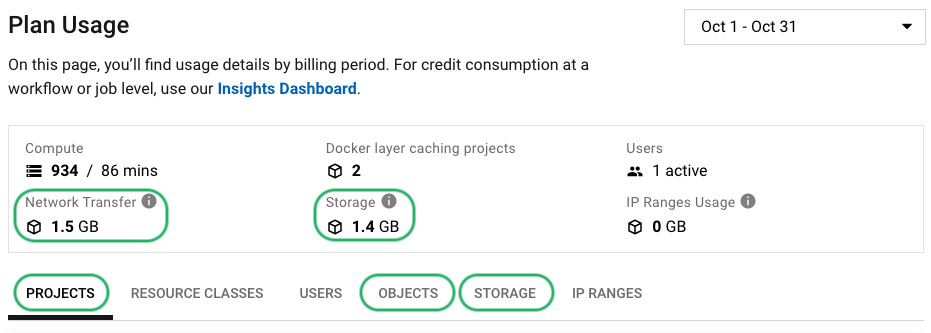 Plan Usage
Oct 1 - Oct 31
On this page, you'll find usage details by billing period. For credit consumption at a
workflow or job level, use our Insights Dashboard.
Compute
934 / 86 mins
Docker layer caching projects
2
Users
1 active
Network Transfer
1.5 GB
Storage
1.4 GB
IP Ranges Usage
0 GB
PROJECTS RESOURCE CLASSES USERS OBJECTS STORAGE IP RANGES